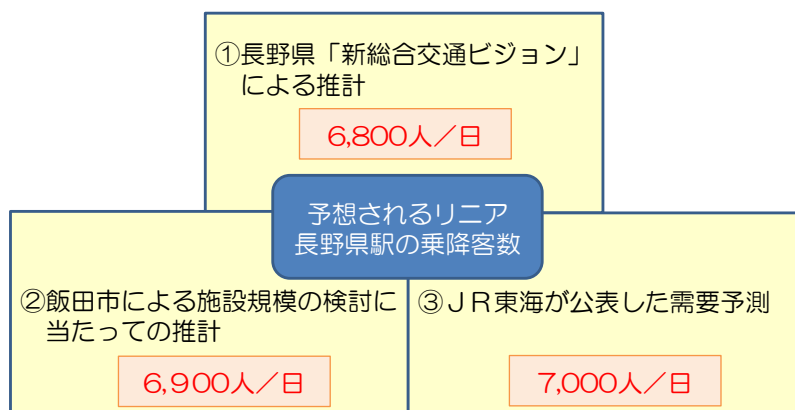 ①長野県「新総合交通ビジョン」
による推計
6,800人／日
予想されるリニア
長野県駅の乗降客数
②飯田市による施設規模の検討に
当たっての推計
6,900人／日
③ＪＲ東海が公表した需要予測
7,000人／日